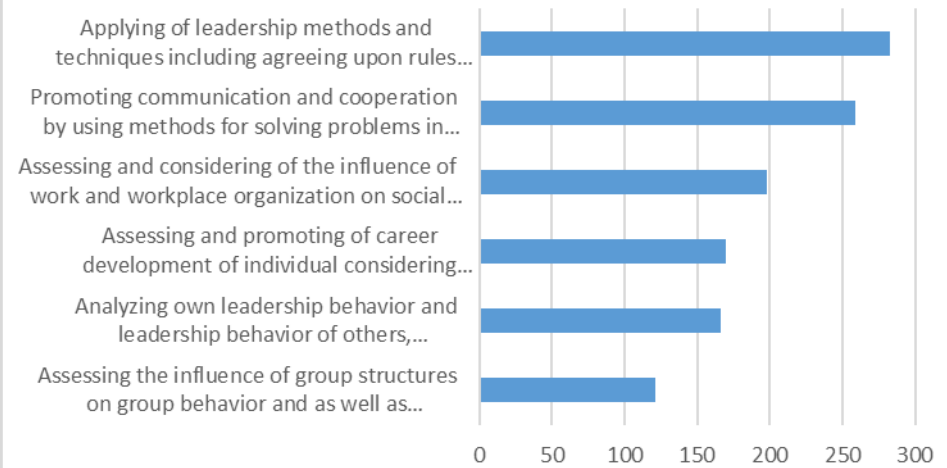 Applying of leadership methods and
techniques including agreeing upon rules...
Promoting communication and cooperation
by using methods for solving problems in...
Assessing and considering of the influence of
work and workplace organization on social...
Assessing and promoting of career
development of individual considering...
Analyzing own leadership behavior and
leadership behavior of others,...
Assessing the influence of group structures
on group behavior and as well as...
0 50 100 150 200 250 300